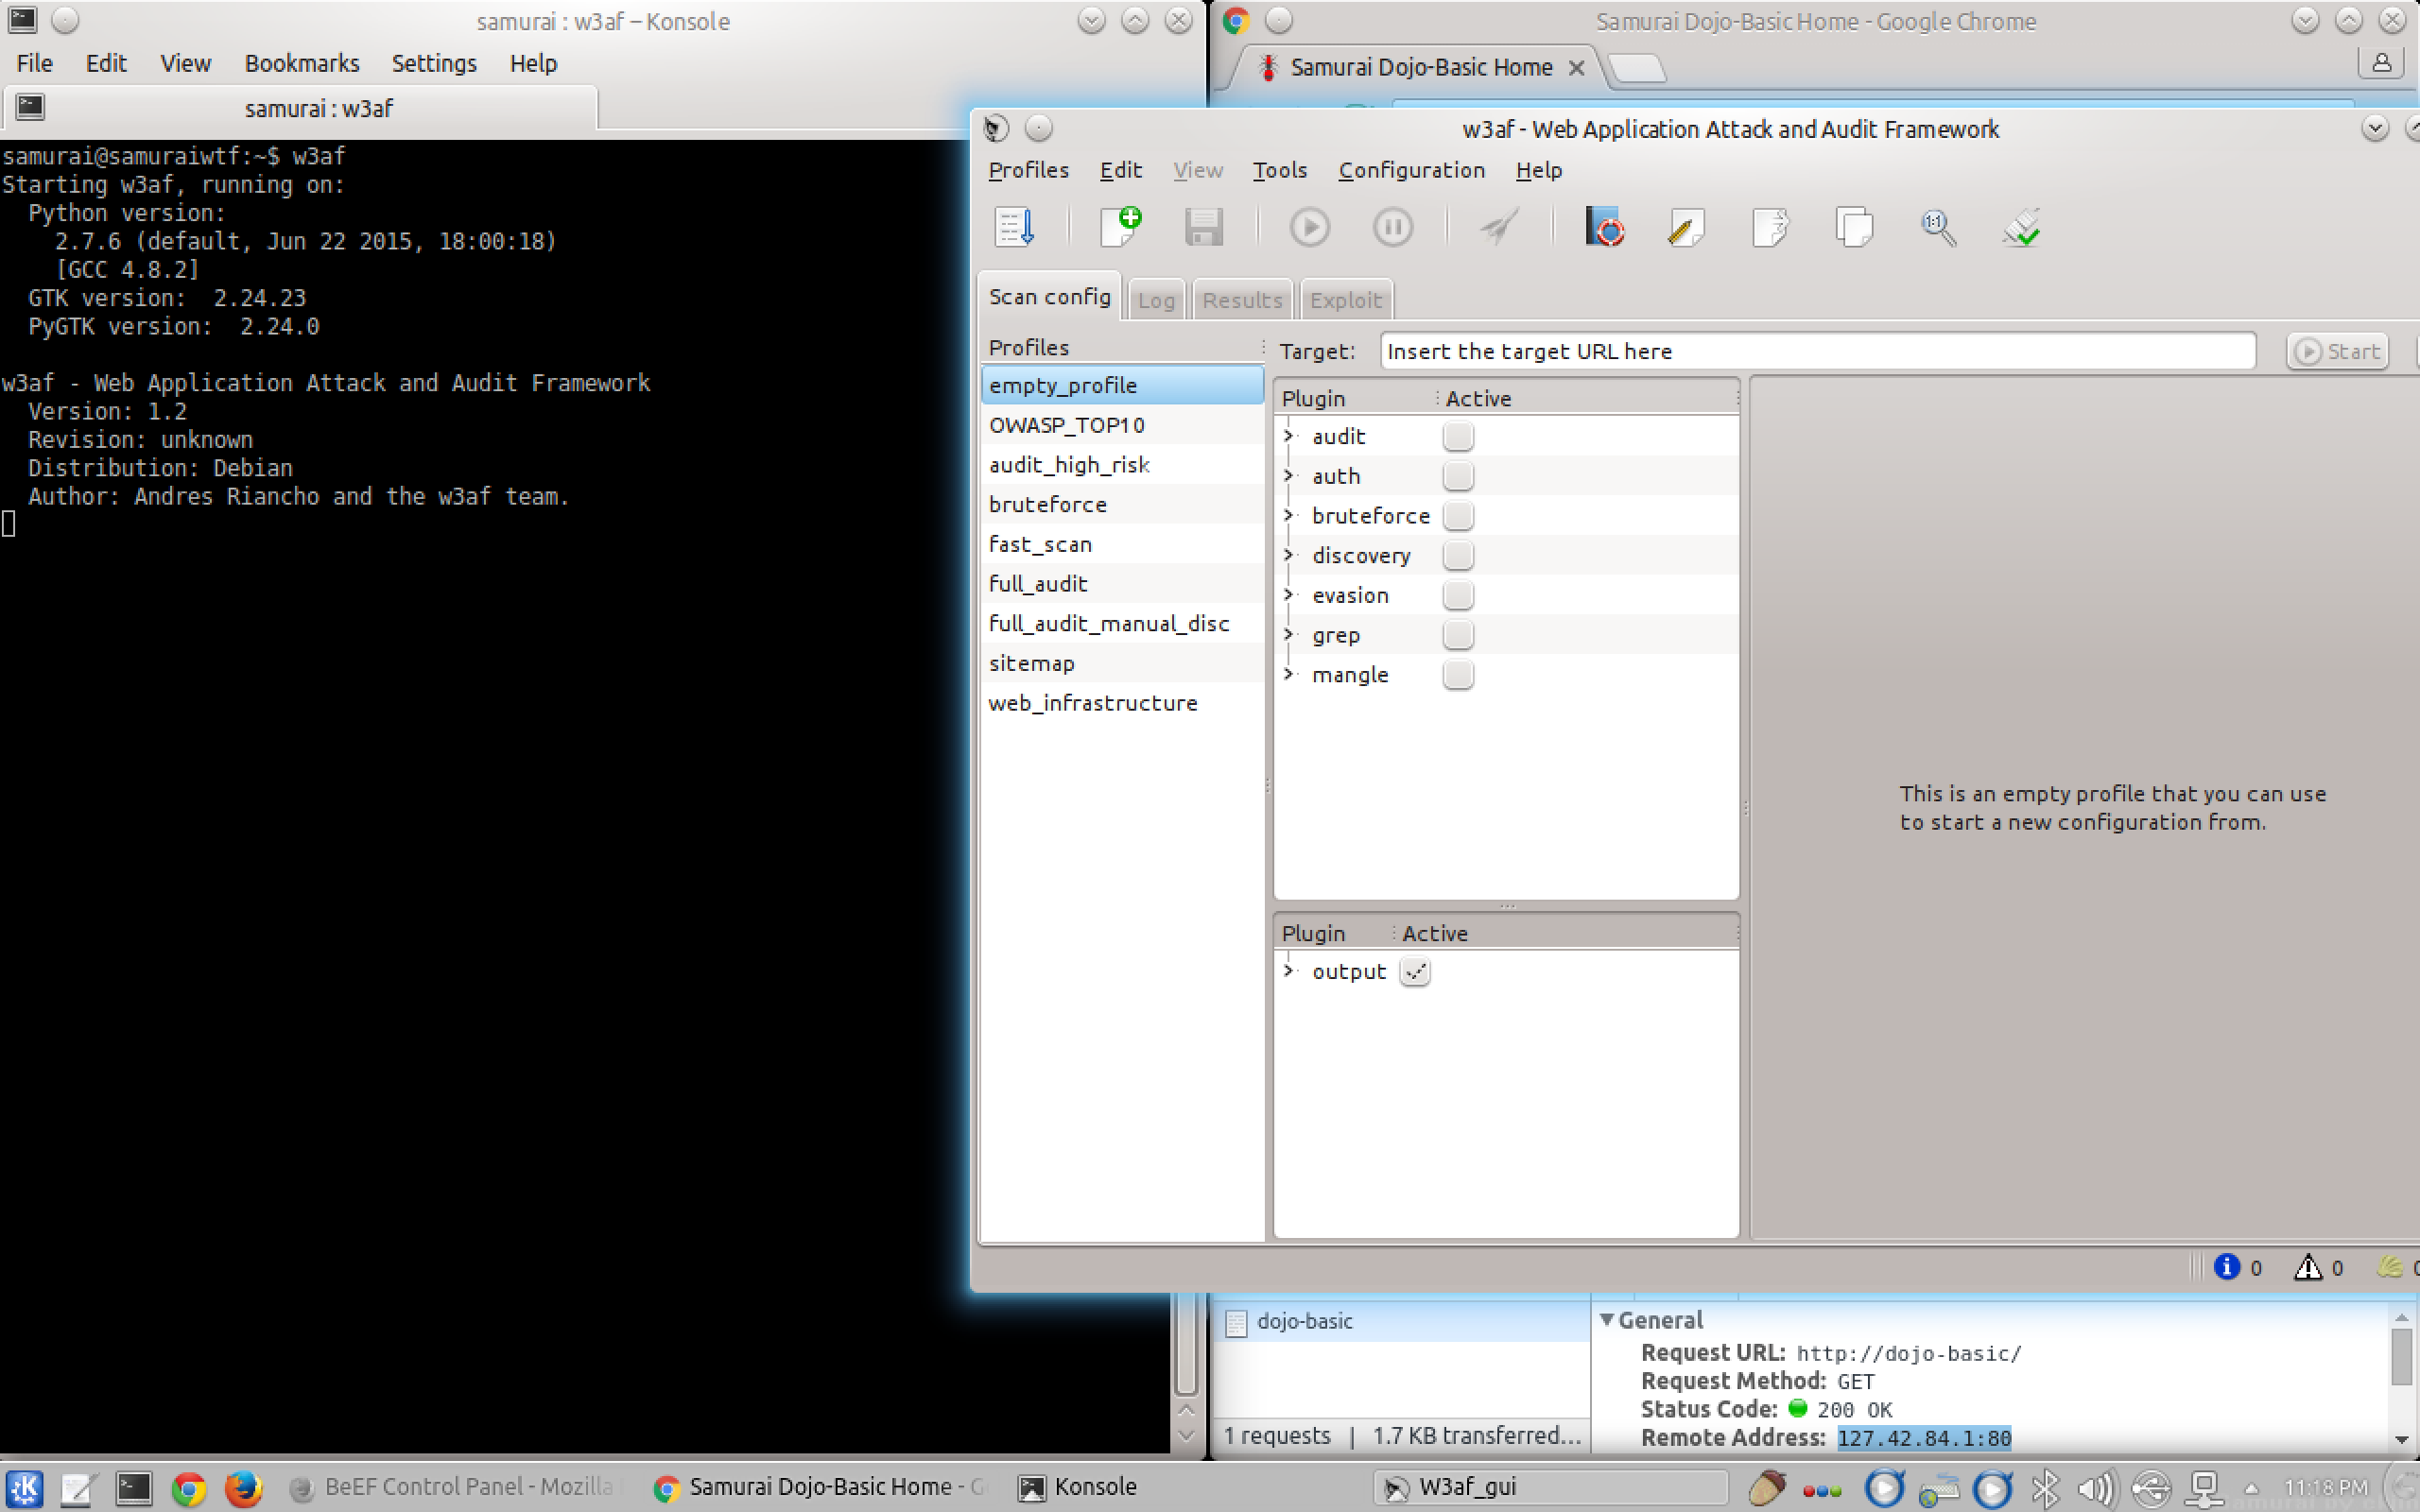 samurai : w3af – Konsole
File Edit View Bookmarks Settings Help
samurai : w3af
samurai@samuraiwtf:~$ w3af
Starting w3af, running on:
Python version:
2.7.6 (default, Jun 22 2015, 18:00:18)
[GCC 4.8.2]
GTK version: 2.24.23
PyGTK version: 2.24.0
w3af - Web Application Attack and Audit Framework
Version: 1.2
Revision: unknown
Distribution: Debian
Author: Andres Riancho and the w3af team.
Samurai Dojo-Basic Home - Google Chrome
Samurai Dojo-Basic Home
w3af - Web Application Attack and Audit Framework
Profiles Edit View Tools Configuration Help
1:1
Scan config Log Results Exploit
Profiles
empty_profile
OWASP_TOP10
audit_high_risk
bruteforce
fast_scan
full_audit
full_audit_manual_disc
sitemap
web_infrastructure
Target: Insert the target URL here Start
Plugin Active
audit
auth
bruteforce
discovery
evasion
grep
mangle
This is an empty profile that you can use
to start a new configuration from.
Plugin Active
output
0 0
dojo-basic
1 requests | 1.7 KB transferred...
General
Request URL: http://dojo-basic/
Request Method: GET
Status Code: 200 OK
Remote Address: 127.42.84.1:80
BeEF Control Panel - Mozilla
Samurai Dojo-Basic Home - G
Konsole
W3af_gui
11:18 PM